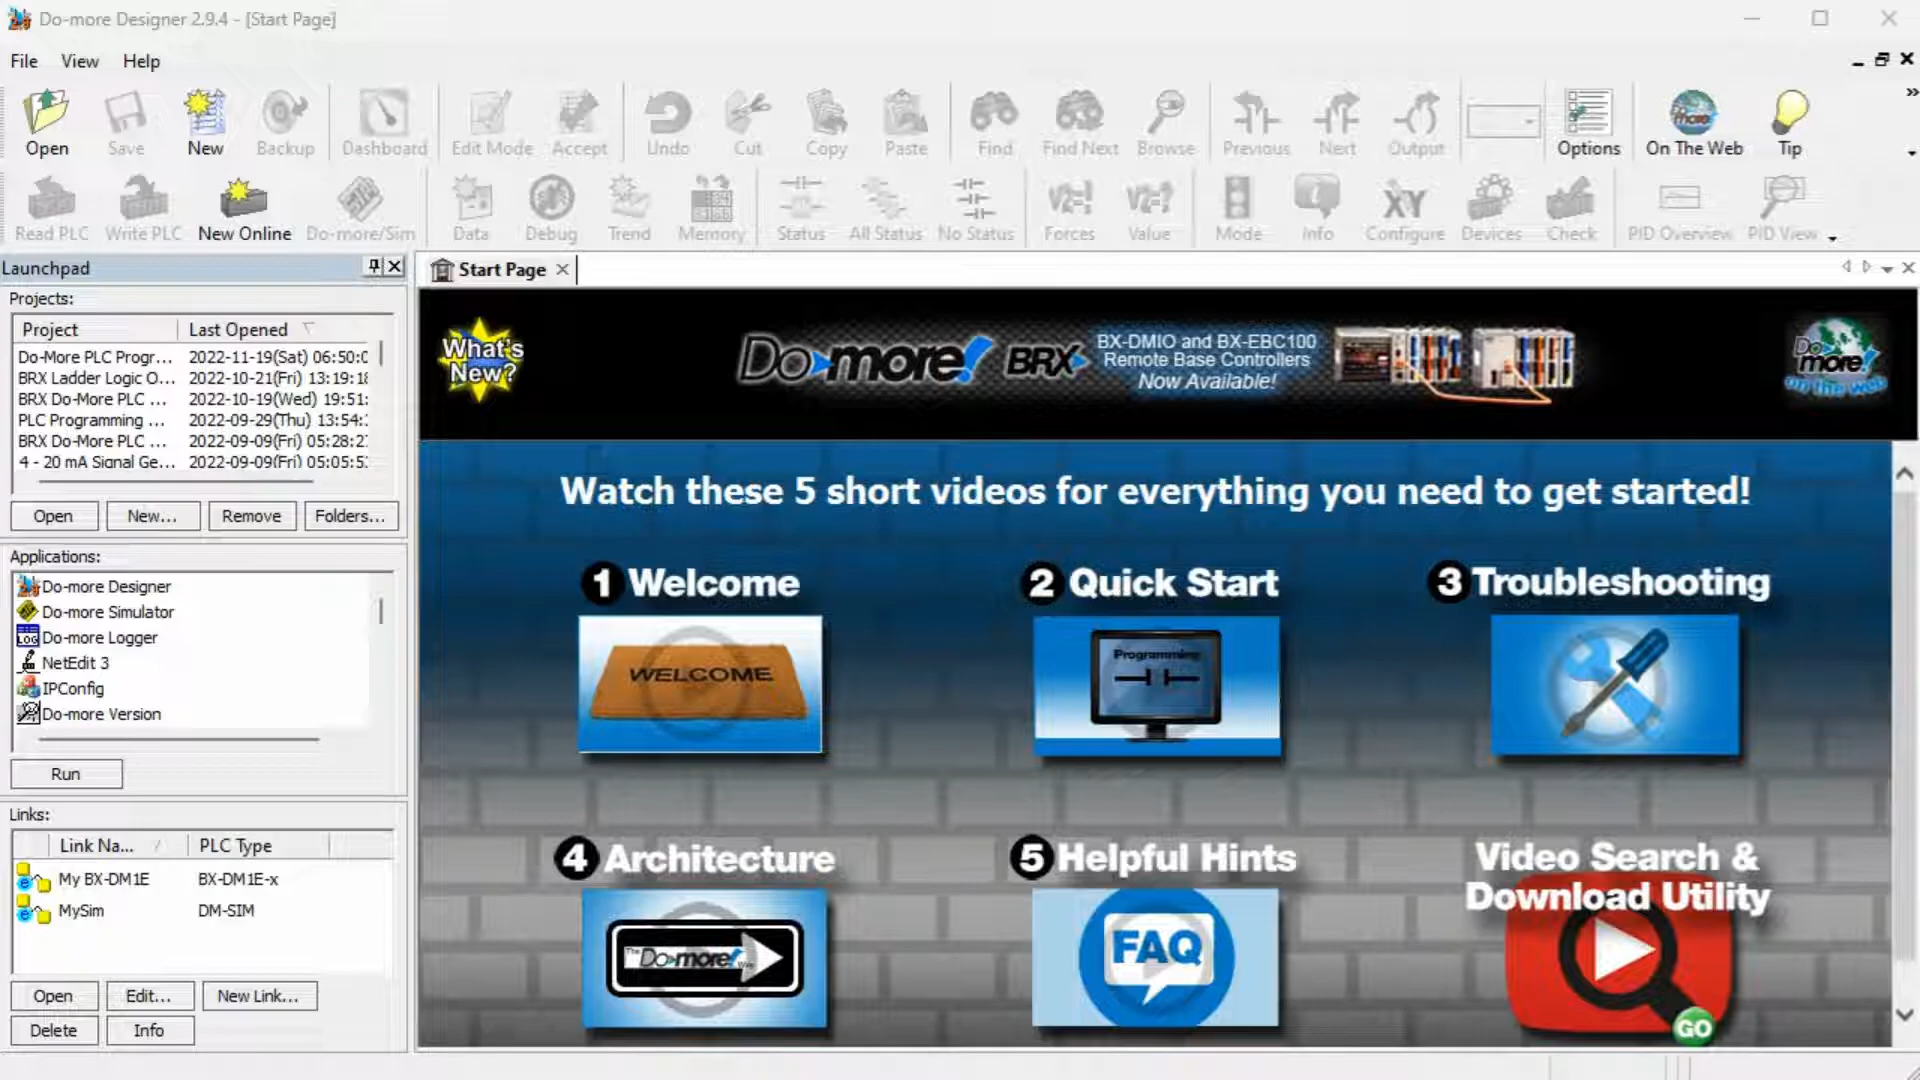 Do-more Designer 2.9.4 - [Start Page]
File View Help
Open Save New Backup Dashboard Edit Mode Accept Undo Cut Copy Paste Find Find Next Browse Previous Next Output Options On The Web Tip
Read PLC Write PLC New Online Do-more/Sim Data Debug Trend Memory Status All Status No Status Forces Value Mode Info Configure Devices Check PID Overview PID View
Launchpad
Start Page
Projects:
Project Last Opened
Do-More PLC Progr... 2022-11-19(Sat) 06:50:0
BRX Ladder Logic O... 2022-10-21(Fri) 13:19:18
BRX Do-More PLC ... 2022-10-19(Wed) 19:51:
PLC Programming ... 2022-09-29(Thu) 13:54:
BRX Do-More PLC ... 2022-09-09(Fri) 05:28:2
4 - 20 mA Signal Ge... 2022-09-09(Fri) 05:05:5
Open New... Remove Folders...
Applications:
Do-more Designer
Do-more Simulator
LOG Do-more Logger
NetEdit 3
IPConfig
Do-more Version
Run
Links:
Link Na... PLC Type
My BX-DM1E BX-DM1E-x
MySim DM-SIM
Open Edit... New Link...
Delete Info
What's
New?
Do-more! BRX
BX-DMIO and BX-EBC100
Remote Base Controllers
Now Available!
Do-more!
on the web
Watch these 5 short videos for everything you need to get started!
1 Welcome
WELCOME
2 Quick Start
Programming
3 Troubleshooting
4 Architecture
The Do-more!
5 Helpful Hints
FAQ
Video Search &
Download Utility
GO